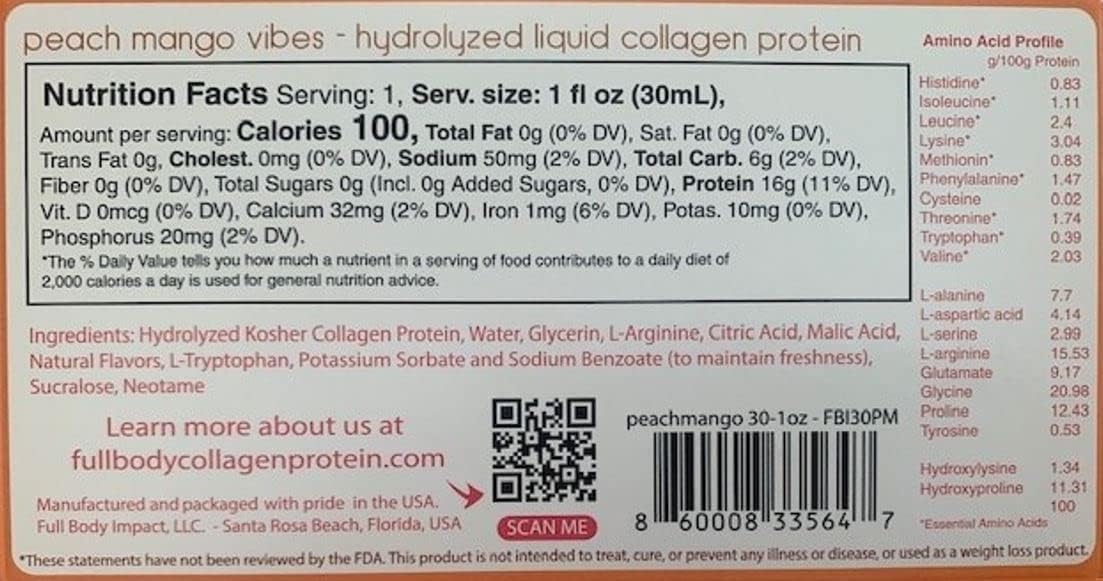 peach mango vibes - hydrolyzed liquid collagen protein
Nutrition Facts Serving: 1, Serv. size: 1 fl oz (30mL),
Amount per serving: Calories 100, Total Fat 0g (0% DV), Sat. Fat 0g (0% DV),
Trans Fat 0g, Cholest. 0mg (0% DV), Sodium 50mg (2% DV), Total Carb. 6g (2% DV),
Fiber 0g (0% DV), Total Sugars 0g (Incl. 0g Added Sugars, 0% DV), Protein 16g (11% DV),
Vit. D 0mcg (0% DV), Calcium 32mg (2% DV), Iron 1mg (6% DV), Potas. 10mg (0% DV),
Phosphorus 20mg (2% DV).
*The % Daily Value tells you how much a nutrient in a serving of food contributes to a daily diet of
2,000 calories a day is used for general nutrition advice.
Ingredients: Hydrolyzed Kosher Collagen Protein, Water, Glycerin, L-Arginine, Citric Acid, Malic Acid,
Natural Flavors, L-Tryptophan, Potassium Sorbate and Sodium Benzoate (to maintain freshness),
Sucralose, Neotame
Learn more about us at
fullbodycollagenprotein.com
Manufactured and packaged with pride in the USA.
Full Body Impact, LLC. - Santa Rosa Beach, Florida, USA
SCAN ME
peachmango 30-1oz - FBI30PM
8 60008 33564 7
Amino Acid Profile
g/100g Protein
Histidine* 0.83
Isoleucine* 1.11
Leucine* 2.4
Lysine* 3.04
Methionin* 0.83
Phenylalanine* 1.47
Cysteine 0.02
Threonine* 1.74
Tryptophan* 0.39
Valine* 2.03
L-alanine 7.7
L-aspartic acid 4.14
L-serine 2.99
L-arginine 15.53
Glutamate 9.17
Glycine 20.98
Proline 12.43
Tyrosine 0.53
Hydroxylysine 1.34
Hydroxyproline 11.31
100
*Essential Amino Acids
*These statements have not been reviewed by the FDA. This product is not intended to treat, cure, or prevent any illness or disease, or used as a weight loss product.